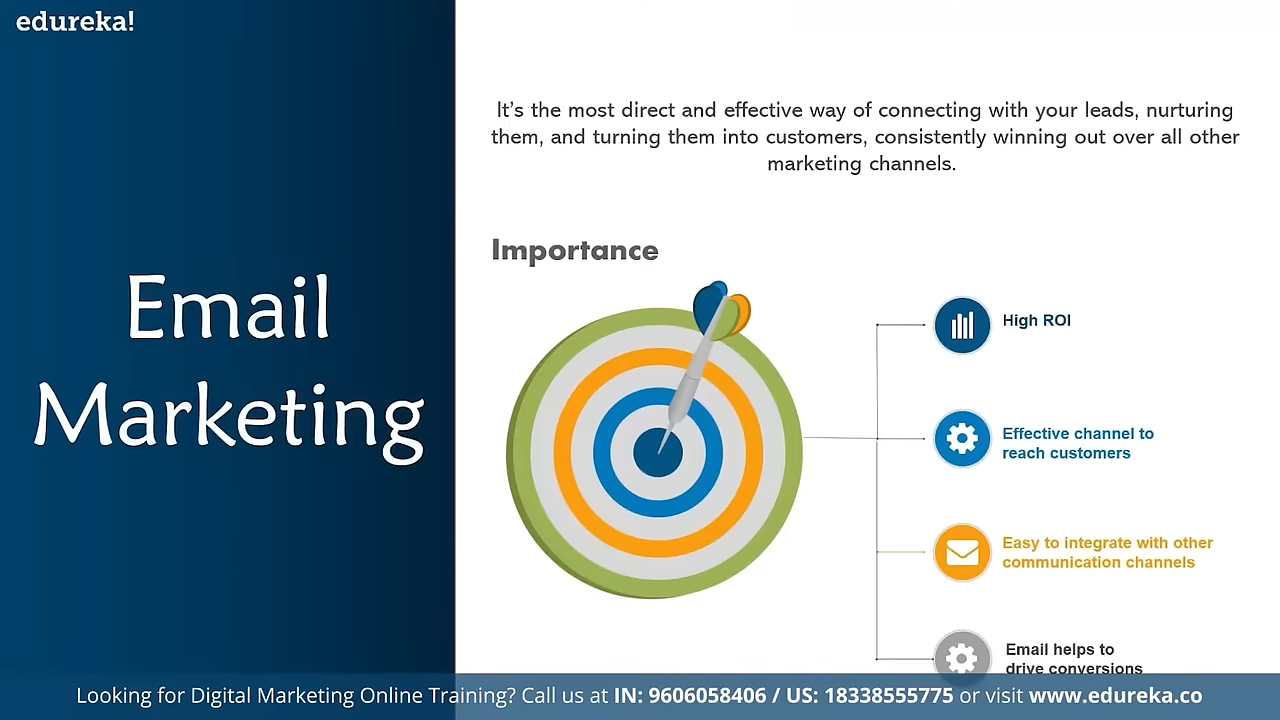 edureka!
Email
Marketing
It's the most direct and effective way of connecting with your leads, nurturing
them, and turning them into customers, consistently winning out over all other
marketing channels.
Importance
High ROI
Effective channel to
reach customers
Easy to integrate with other
communication channels
Email helps to
drive conversions
Looking for Digital Marketing Online Training? Call us at IN: 9606058406 / US: 18338555775 or visit www.edureka.co